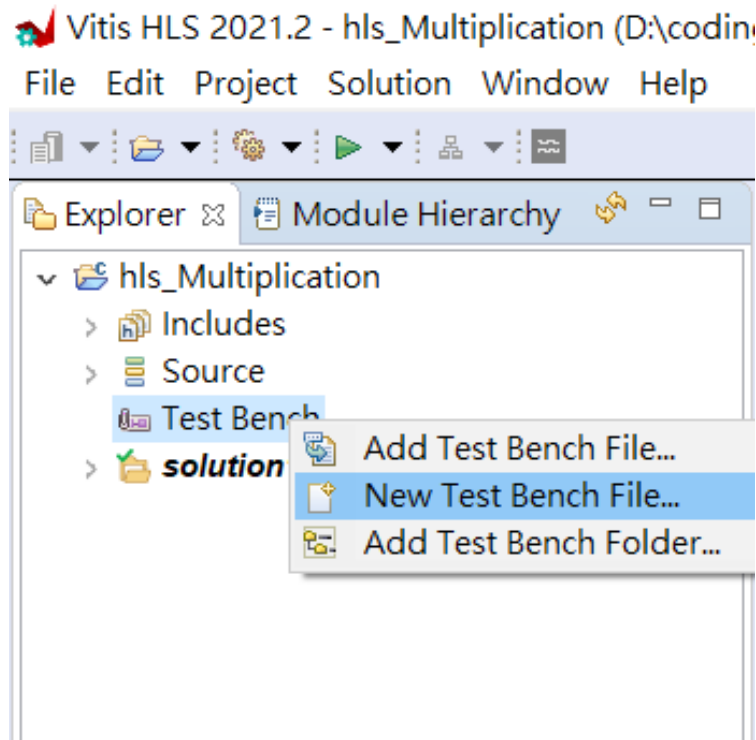 Vitis HLS 2021.2 - hls_Multiplication (D:\coding
File Edit Project Solution Window Help
Explorer Module Hierarchy
hls_Multiplication
Includes
Source
Test Bench
Add Test Bench File...
solution
New Test Bench File...
Add Test Bench Folder...